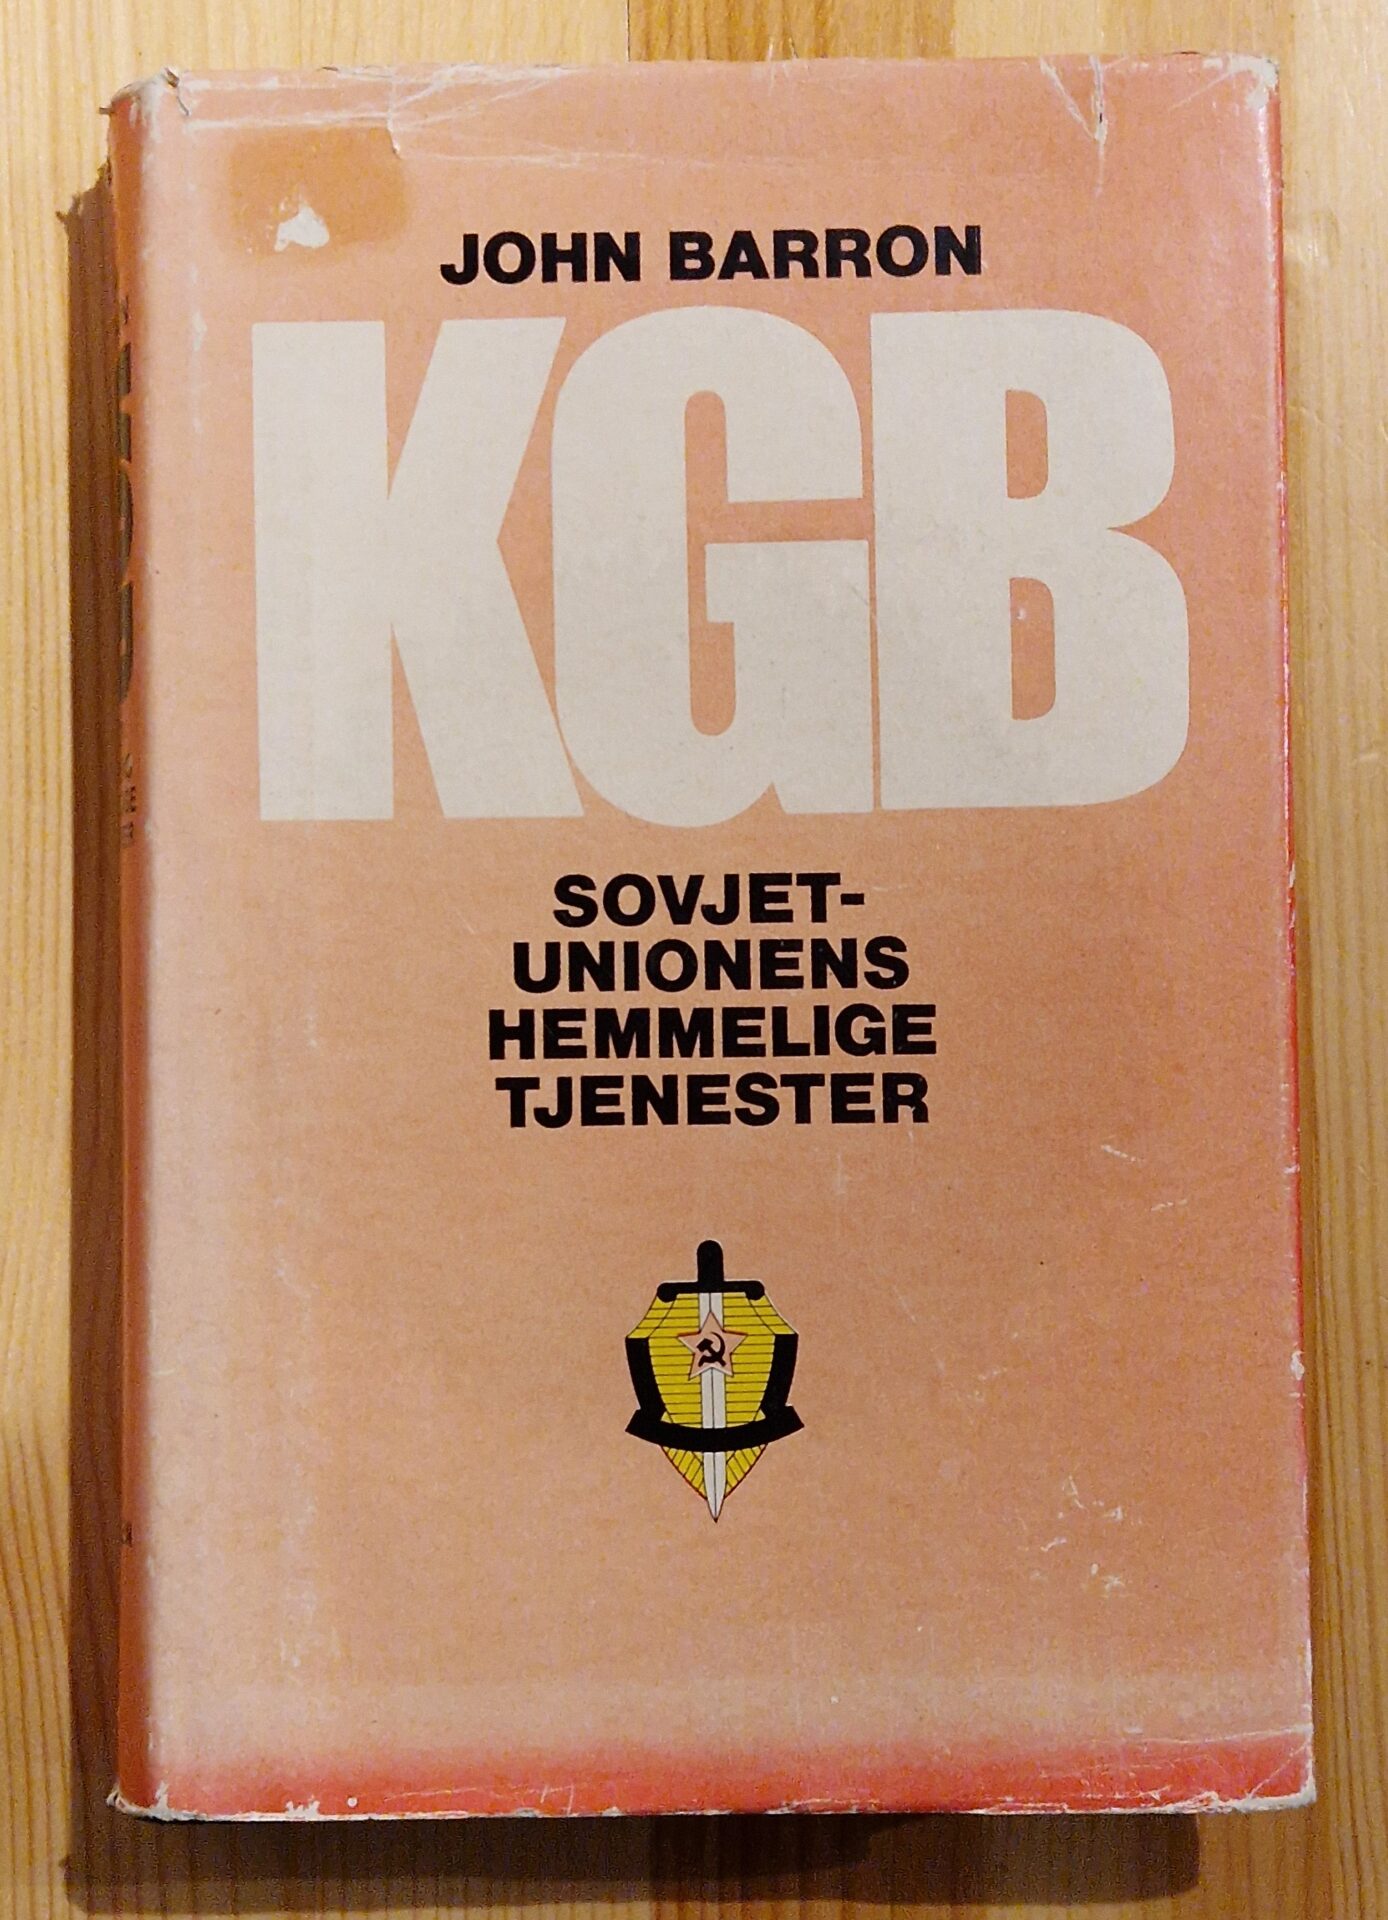 JOHN BARRON
KGB
SOVJET-
UNIONENS
HEMMELIGE
TJENESTER